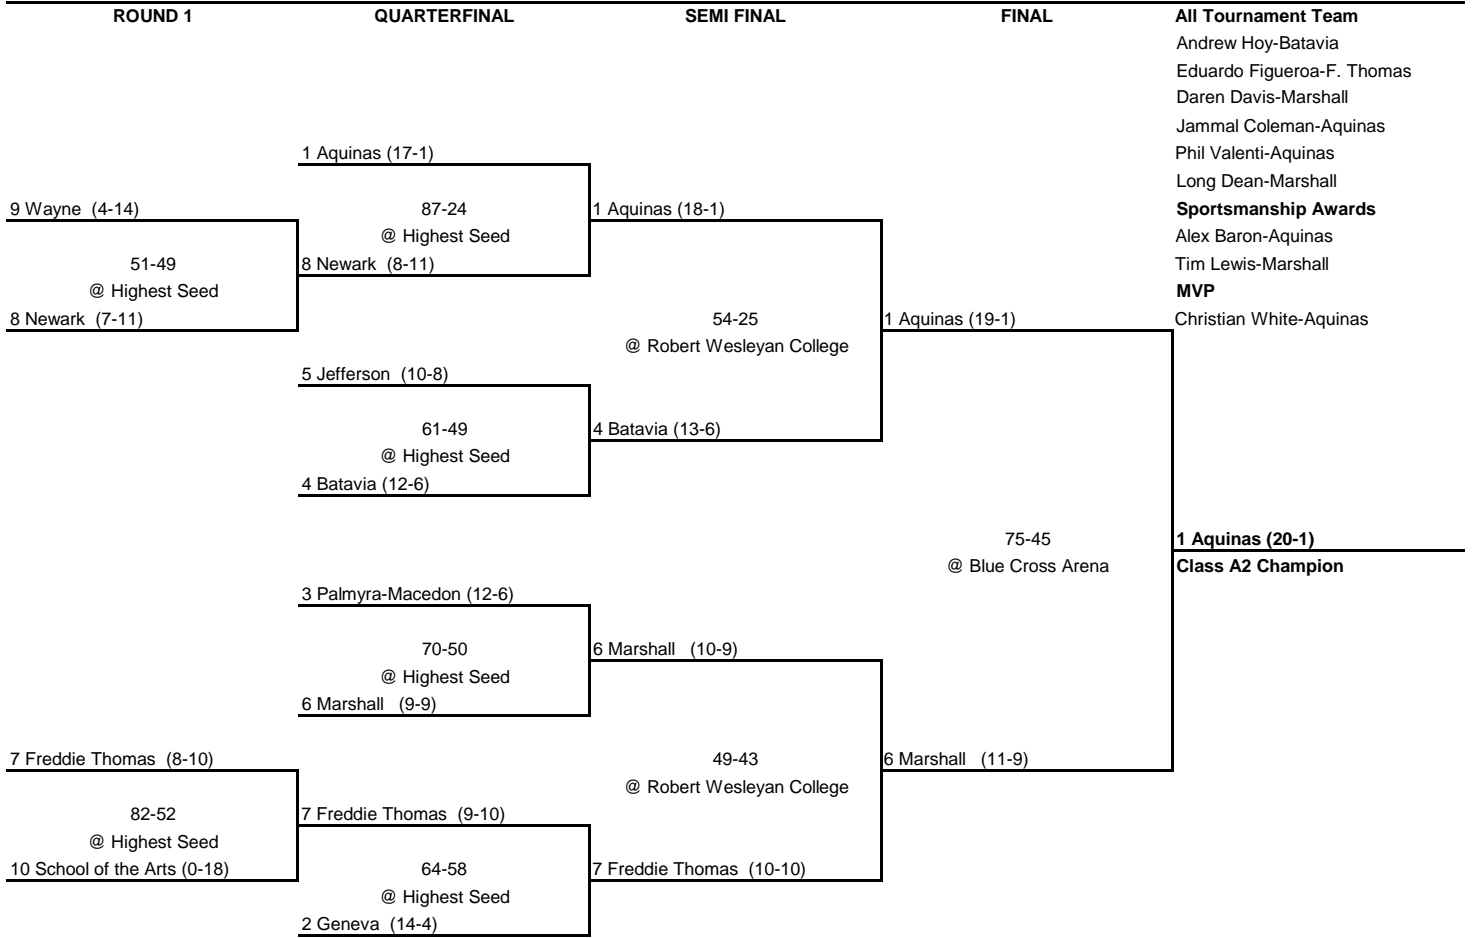 ROUND 1 QUARTERFINAL SEMI FINAL FINAL All Tournament Team
Andrew Hoy-Batavia
Eduardo Figueroa-F. Thomas
Daren Davis-Marshall
Jammal Coleman-Aquinas
1 Aquinas (17-1) Phil Valenti-Aquinas
Long Dean-Marshall
9 Wayne (4-14) 87-24 1 Aquinas (18-1) Sportsmanship Awards
@ Highest Seed Alex Baron-Aquinas
51-49 8 Newark (8-11) Tim Lewis-Marshall
@ Highest Seed MVP
8 Newark (7-11) 54-25 1 Aquinas (19-1) Christian White-Aquinas
@ Robert Wesleyan College
5 Jefferson (10-8)
61-49 4 Batavia (13-6)
@ Highest Seed
4 Batavia (12-6)
75-45 1 Aquinas (20-1)
@ Blue Cross Arena Class A2 Champion
3 Palmyra-Macedon (12-6)
70-50 6 Marshall (10-9)
@ Highest Seed
6 Marshall (9-9)
7 Freddie Thomas (8-10) 49-43 6 Marshall (11-9)
@ Robert Wesleyan College
82-52 7 Freddie Thomas (9-10)
@ Highest Seed
10 School of the Arts (0-18) 64-58 7 Freddie Thomas (10-10)
@ Highest Seed
2 Geneva (14-4)